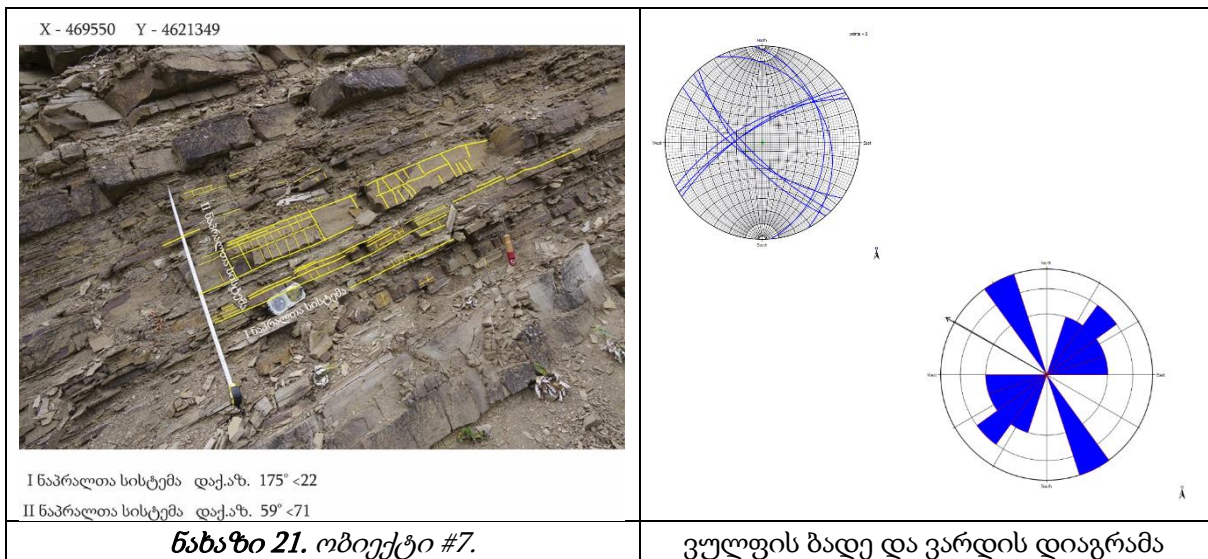 X - 469550 Y - 4621349
II ნაპრალთა სისტემა
I ნაპრალთა სისტემა
I ნაპრალთა სისტემა დაქ.აზ. 175° <22
II ნაპრალთა სისტემა დაქ.აზ. 59° <71
ნახაზი 21. ობიექტი #7.
North
West
East
South
North
West
East
South
ვულფის ბადე და ვარდის დიაგრამა